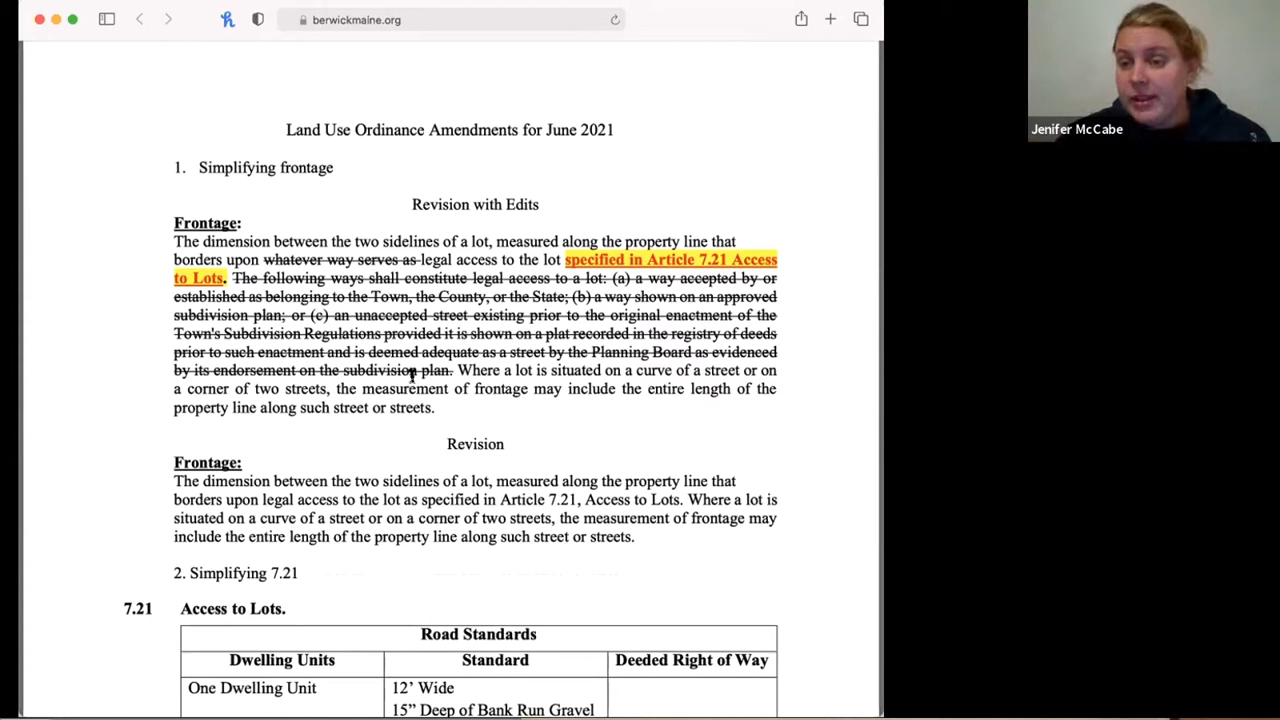 berwickmaine.org
Jenifer McCabe
Land Use Ordinance Amendments for June 2021
1. Simplifying frontage
Revision with Edits
Frontage:
The dimension between the two sidelines of a lot, measured along the property line that
borders upon whatever way serves as legal access to the lot specified in Article 7.21 Access
to Lots. The following ways shall constitute legal access to a lot: (a) a way accepted by or
established as belonging to the Town, the County, or the State; (b) a way shown on an approved
subdivision plan; or (c) an unaccepted street existing prior to the original enactment of the
Town's Subdivision Regulations provided it is shown on a plat recorded in the registry of deeds
prior to such enactment and is deemed adequate as a street by the Planning Board as evidenced
by its endorsement on the subdivision plan. Where a lot is situated on a curve of a street or on
a corner of two streets, the measurement of frontage may include the entire length of the
property line along such street or streets.
Revision
Frontage:
The dimension between the two sidelines of a lot, measured along the property line that
borders upon legal access to the lot as specified in Article 7.21, Access to Lots. Where a lot is
situated on a curve of a street or on a corner of two streets, the measurement of frontage may
include the entire length of the property line along such street or streets.
2. Simplifying 7.21
7.21 Access to Lots.
Road Standards
Dwelling Units Standard Deeded Right of Way
One Dwelling Unit 12’ Wide
15” Deep of Bank Run Gravel